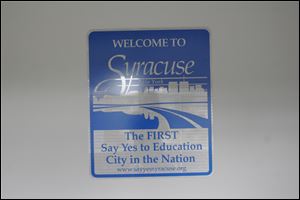 WELCOME TO
Syracuse
New York
The FIRST
Say Yes to Education
City in the Nation
www.sayyessyracuse.org